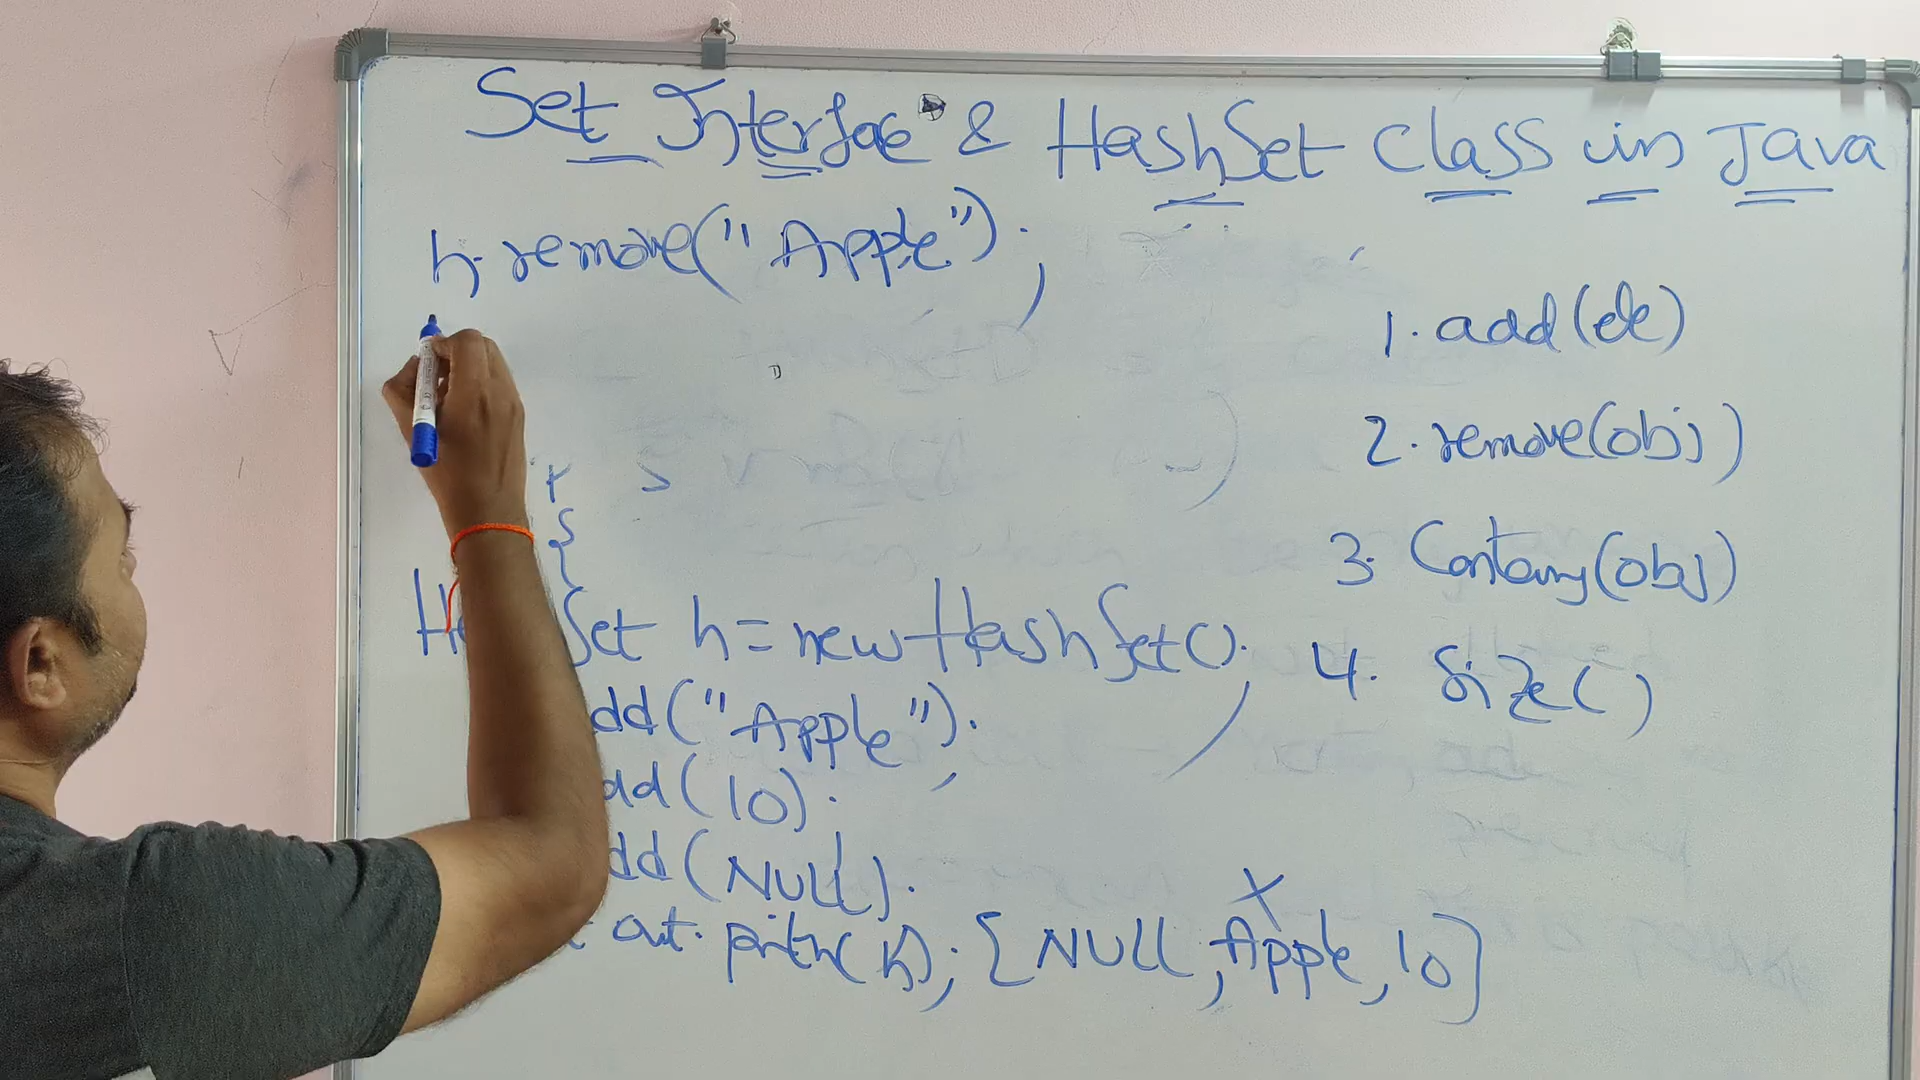 Set Interface & HashSet class in Java
h.remove("Apple");
1. add(ele)
2. remove(obj)
3. Contains(obj)
4. Size()
Set h = new HashSet();
dd("Apple");
dd(10);
dd(NULL);
out.println(h); [NULL, Apple, 10]